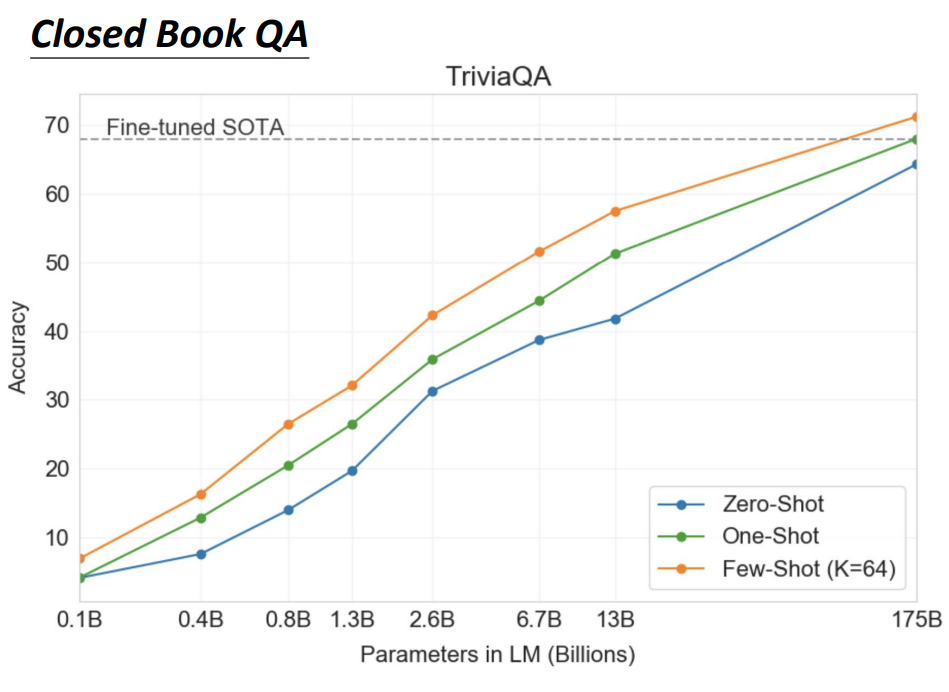 Closed Book QA
TriviaQA
70
Fine-tuned SOTA
60
50
40
30
20
10
Accuracy
Zero-Shot
One-Shot
Few-Shot (K=64)
0.1B 0.4B 0.8B 1.3B 2.6B 6.7B 13B 175B
Parameters in LM (Billions)